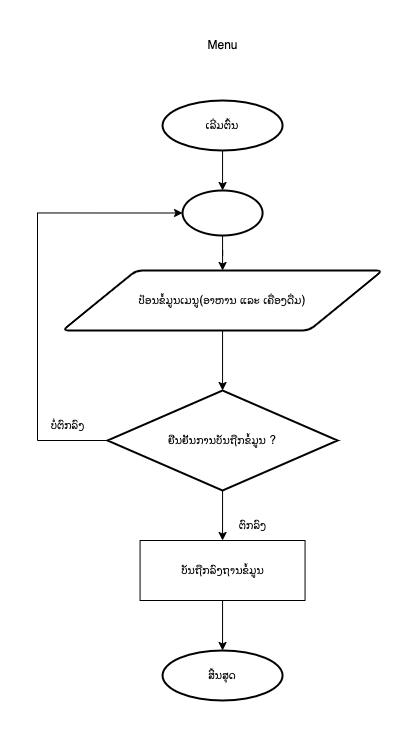 Menu
ເລີ່ມຕົ້ນ
ປ້ອນຂໍ້ມູນເມນູ(ອາຫານ ແລະ ເຄື່ອງດື່ມ)
ບໍ່ຕົກລົງ
ຢືນຢັນການບັນຖຶກຂໍ້ມູນ ?
ຕົກລົງ
ບັນຖືກລົງຖານຂໍ້ມູນ
ສິ້ນສຸດ